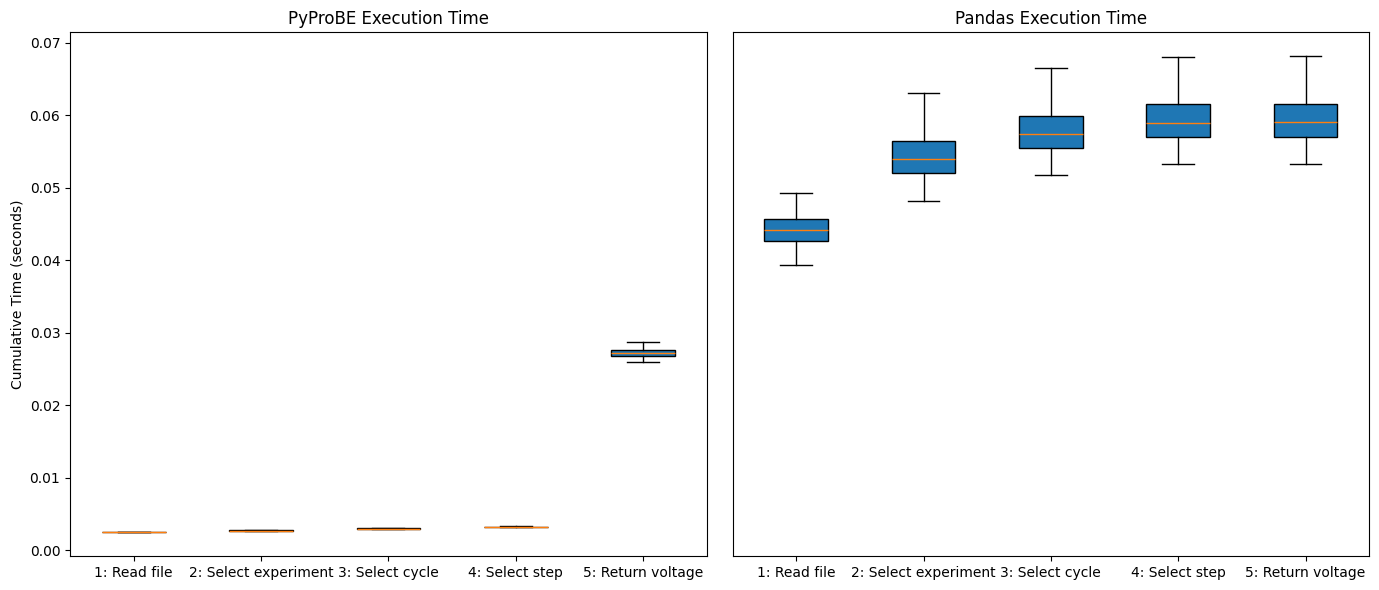 PyProBE Execution Time
Pandas Execution Time
Cumulative Time (seconds)
0.07
0.06
0.05
0.04
0.03
0.02
0.01
0.00
1: Read file 2: Select experiment 3: Select cycle 4: Select step 5: Return voltage
1: Read file 2: Select experiment 3: Select cycle 4: Select step 5: Return voltage